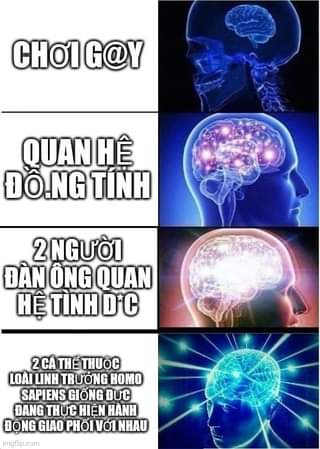 CHƠI G@Y
QUAN HỆ
ĐỒ.NG TÍNH
2 NGƯỜI
ĐÀN ÔNG QUAN
HỆ TÌNH D*C
2 CÁ THỂ THUỘC
LOÀI LINH TRƯỞNG HOMO
SAPIENS GIỐNG ĐỰC
ĐANG THỰC HIỆN HÀNH
ĐỘNG GIAO PHỐI VỚI NHAU
imgflip.com